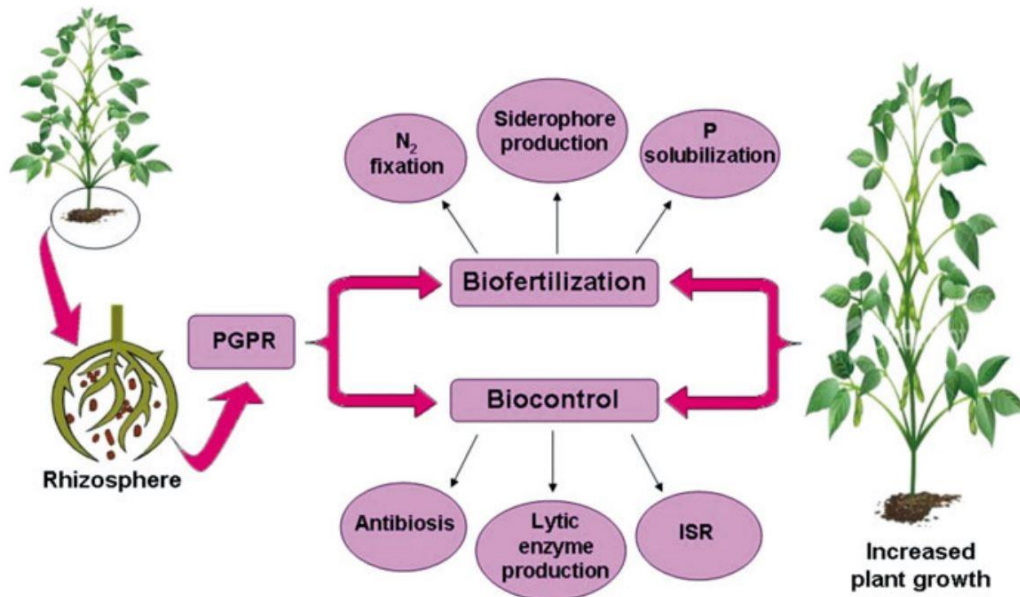 N₂
fixation
Siderophore
production
P
solubilization
Biofertilization
PGPR
Biocontrol
Rhizosphere
Antibiosis
Lytic
enzyme
production
ISR
Increased
plant growth